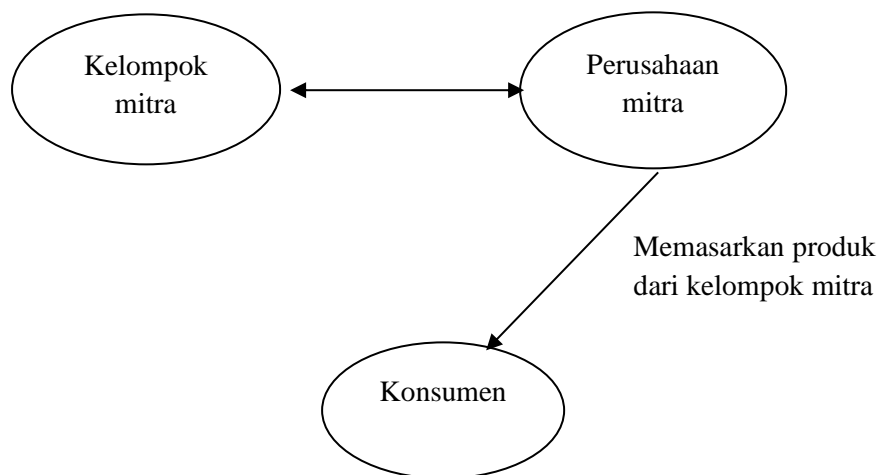 Kelompok
mitra
Perusahaan
mitra
Memasarkan produk
dari kelompok mitra
Konsumen